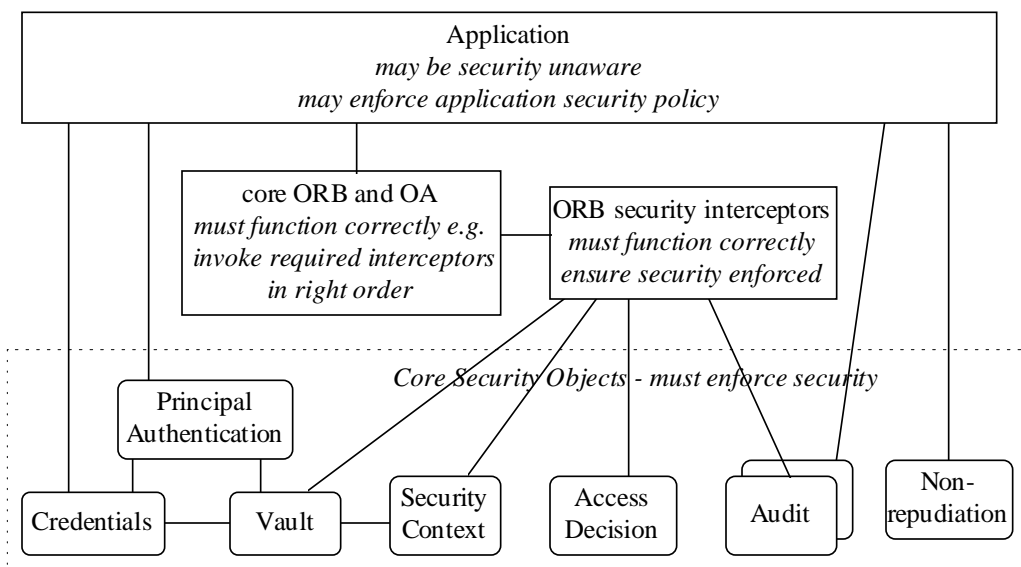 Application
may be security unaware
may enforce application security policy
core ORB and OA
must function correctly e.g.
invoke required interceptors
in right order
ORB security interceptors
must function correctly
ensure security enforced
Core Security Objects - must enforce security
Principal
Authentication
Credentials
Vault
Security
Context
Access
Decision
Audit
Non-
repudiation